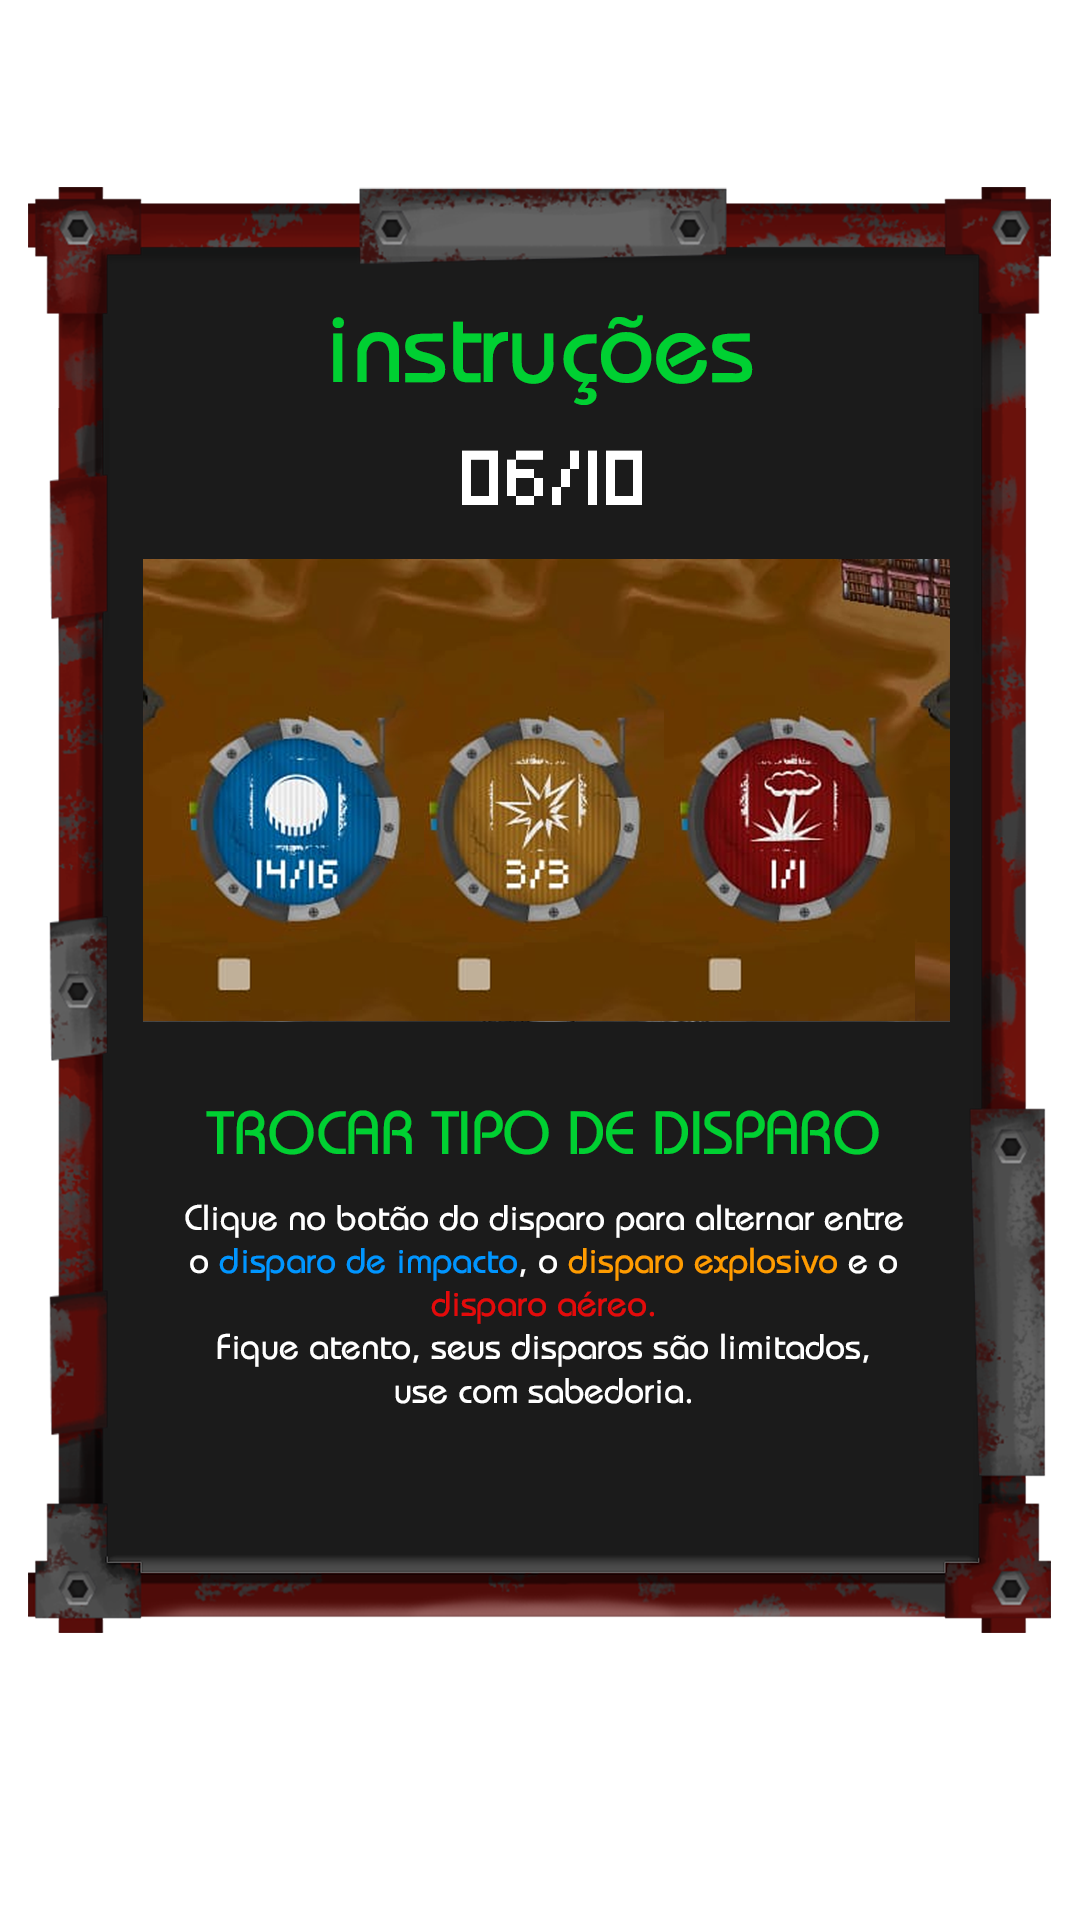 instruções
06/10
14/16
3/3
1/1
TROCAR TIPO DE DISPARO
Clique no botão do disparo para alternar entre
o disparo de impacto, o disparo explosivo e o
disparo aéreo.
Fique atento, seus disparos são limitados,
use com sabedoria.